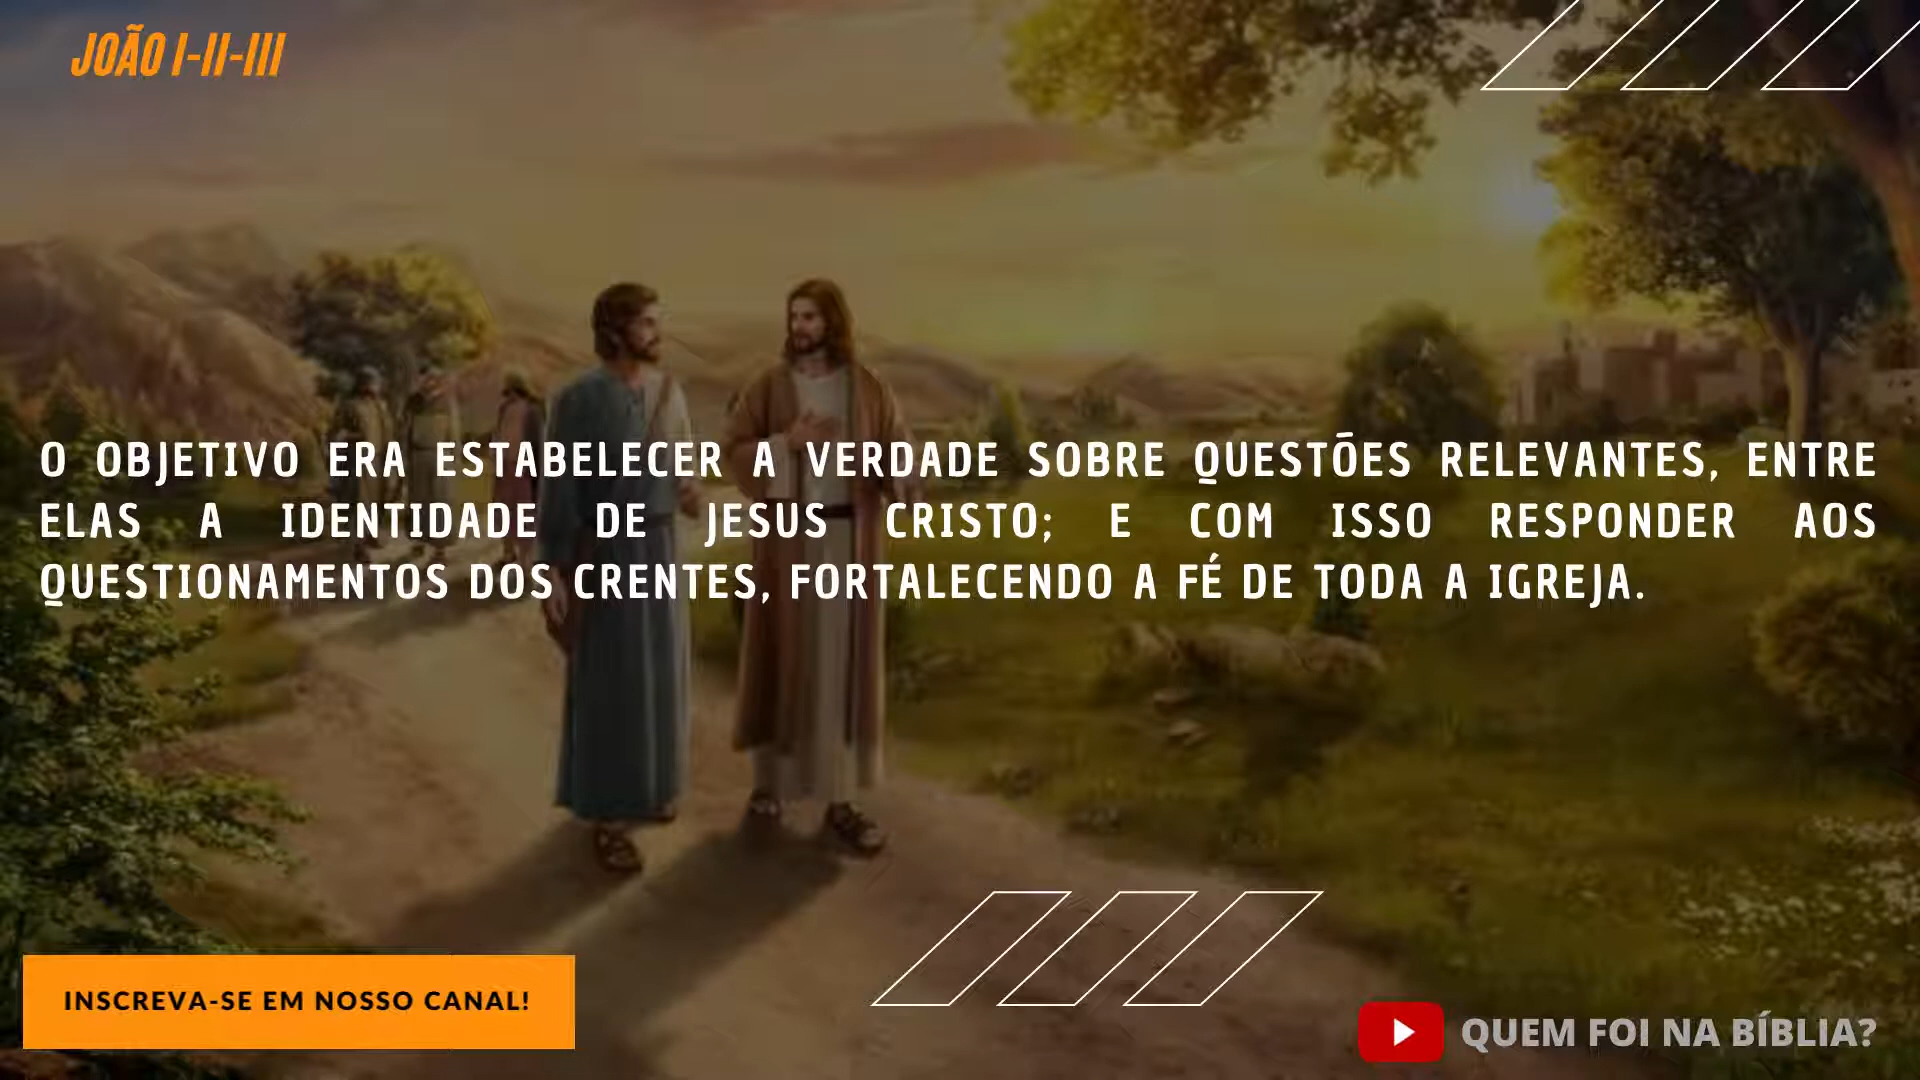 JOÃO I-II-III
O OBJETIVO ERA ESTABELECER A VERDADE SOBRE QUESTÕES RELEVANTES, ENTRE
ELAS A IDENTIDADE DE JESUS CRISTO; E COM ISSO RESPONDER AOS
QUESTIONAMENTOS DOS CRENTES, FORTALECENDO A FÉ DE TODA A IGREJA.
INSCREVA-SE EM NOSSO CANAL!
QUEM FOI NA BÍBLIA?